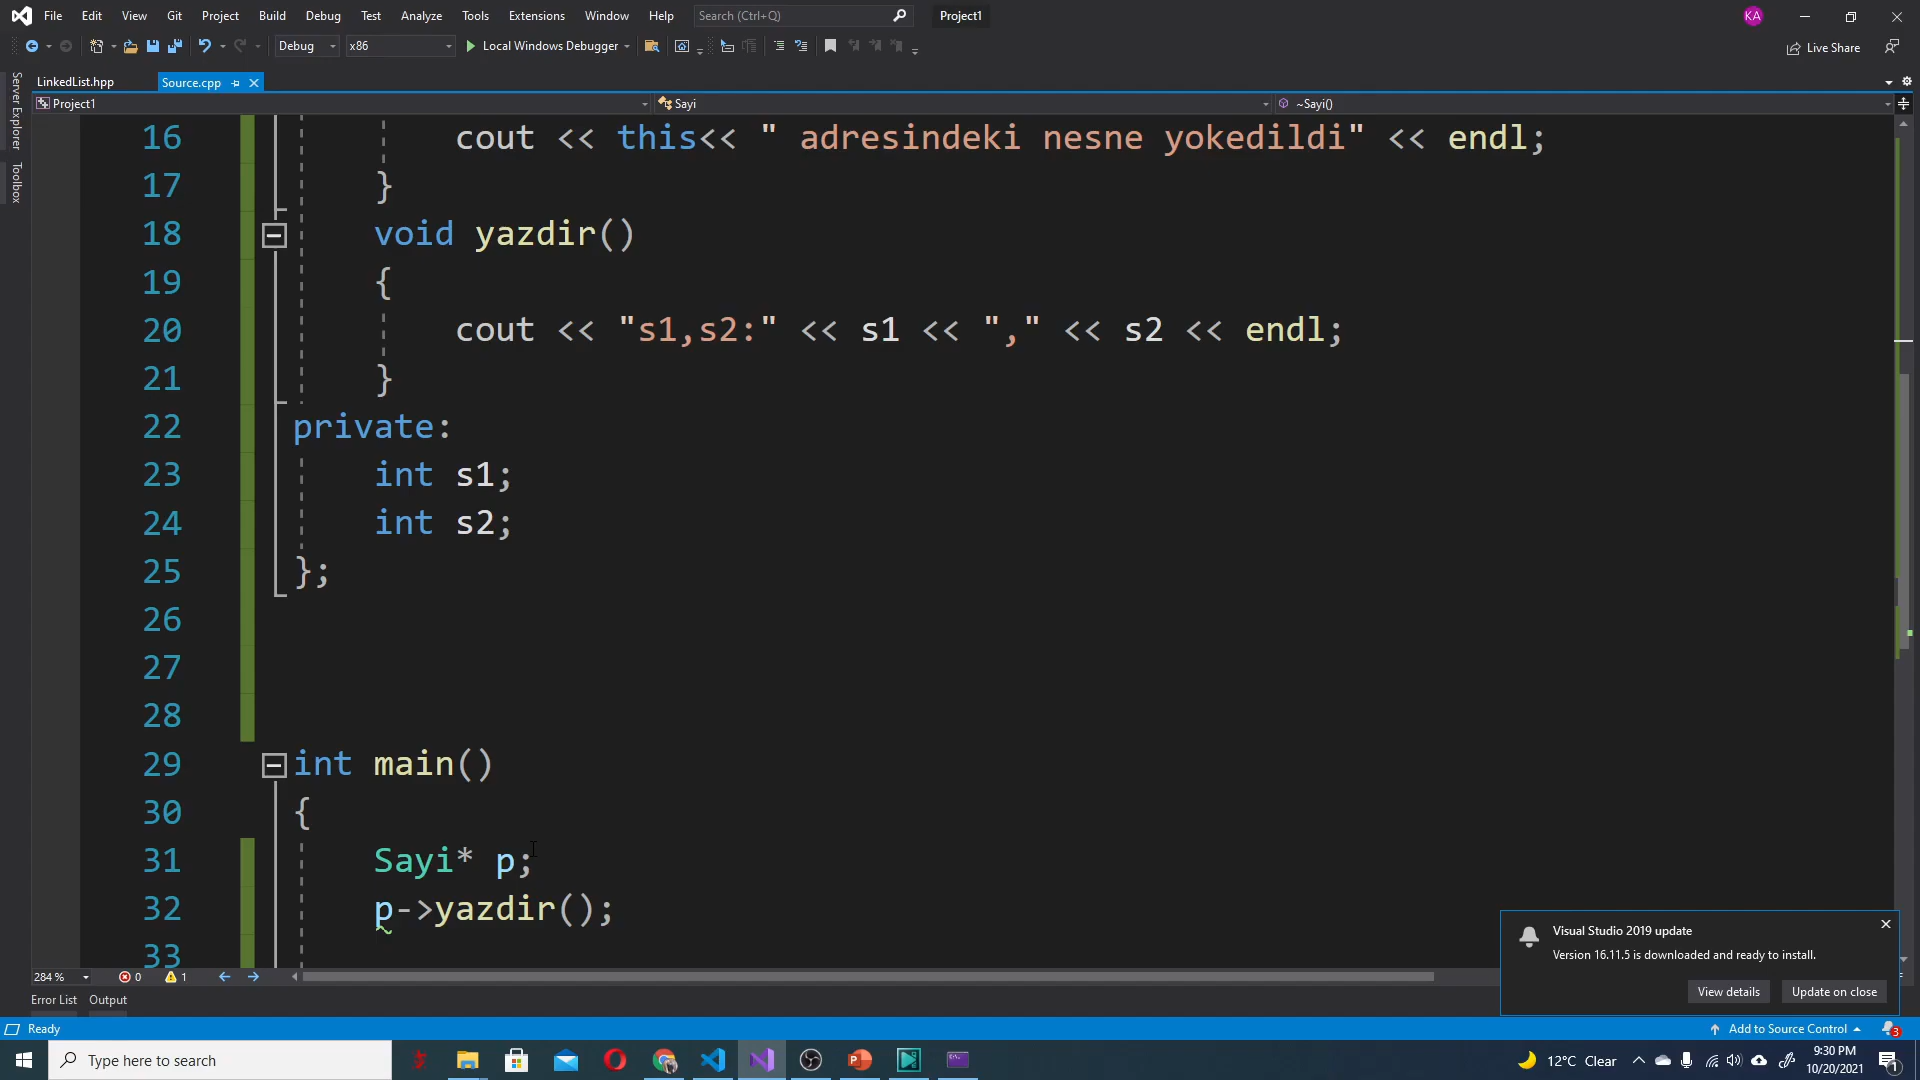 File Edit View Git Project Build Debug Test Analyze Tools Extensions Window Help Search (Ctrl+Q) Project1 KA
Debug x86 Local Windows Debugger Live Share
LinkedList.hpp Source.cpp
Project1 Sayi ~Sayi()
Server Explorer
Toolbox
16 cout << this<< " adresindeki nesne yokedildi" << endl;
17 }
18 void yazdir()
19 {
20 cout << "s1,s2:" << s1 << "," << s2 << endl;
21 }
22 private:
23 int s1;
24 int s2;
25 };
26
27
28
29 int main()
30 {
31 Sayi* p;
32 p->yazdir();
33
Visual Studio 2019 update
Version 16.11.5 is downloaded and ready to install.
View details Update on close
284 % 0 1
Error List Output
Ready Add to Source Control 3
Type here to search 12°C Clear 9:30 PM
10/20/2021 1